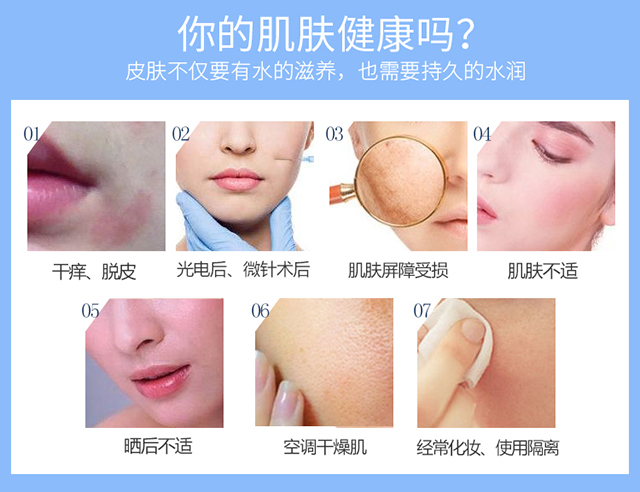 你的肌肤健康吗？
皮肤不仅要有水的滋养，也需要持久的水润
01
02
03
04
干痒、脱皮
光电后、微针术后
肌肤屏障受损
肌肤不适
05
06
07
晒后不适
空调干燥肌
经常化妆、使用隔离